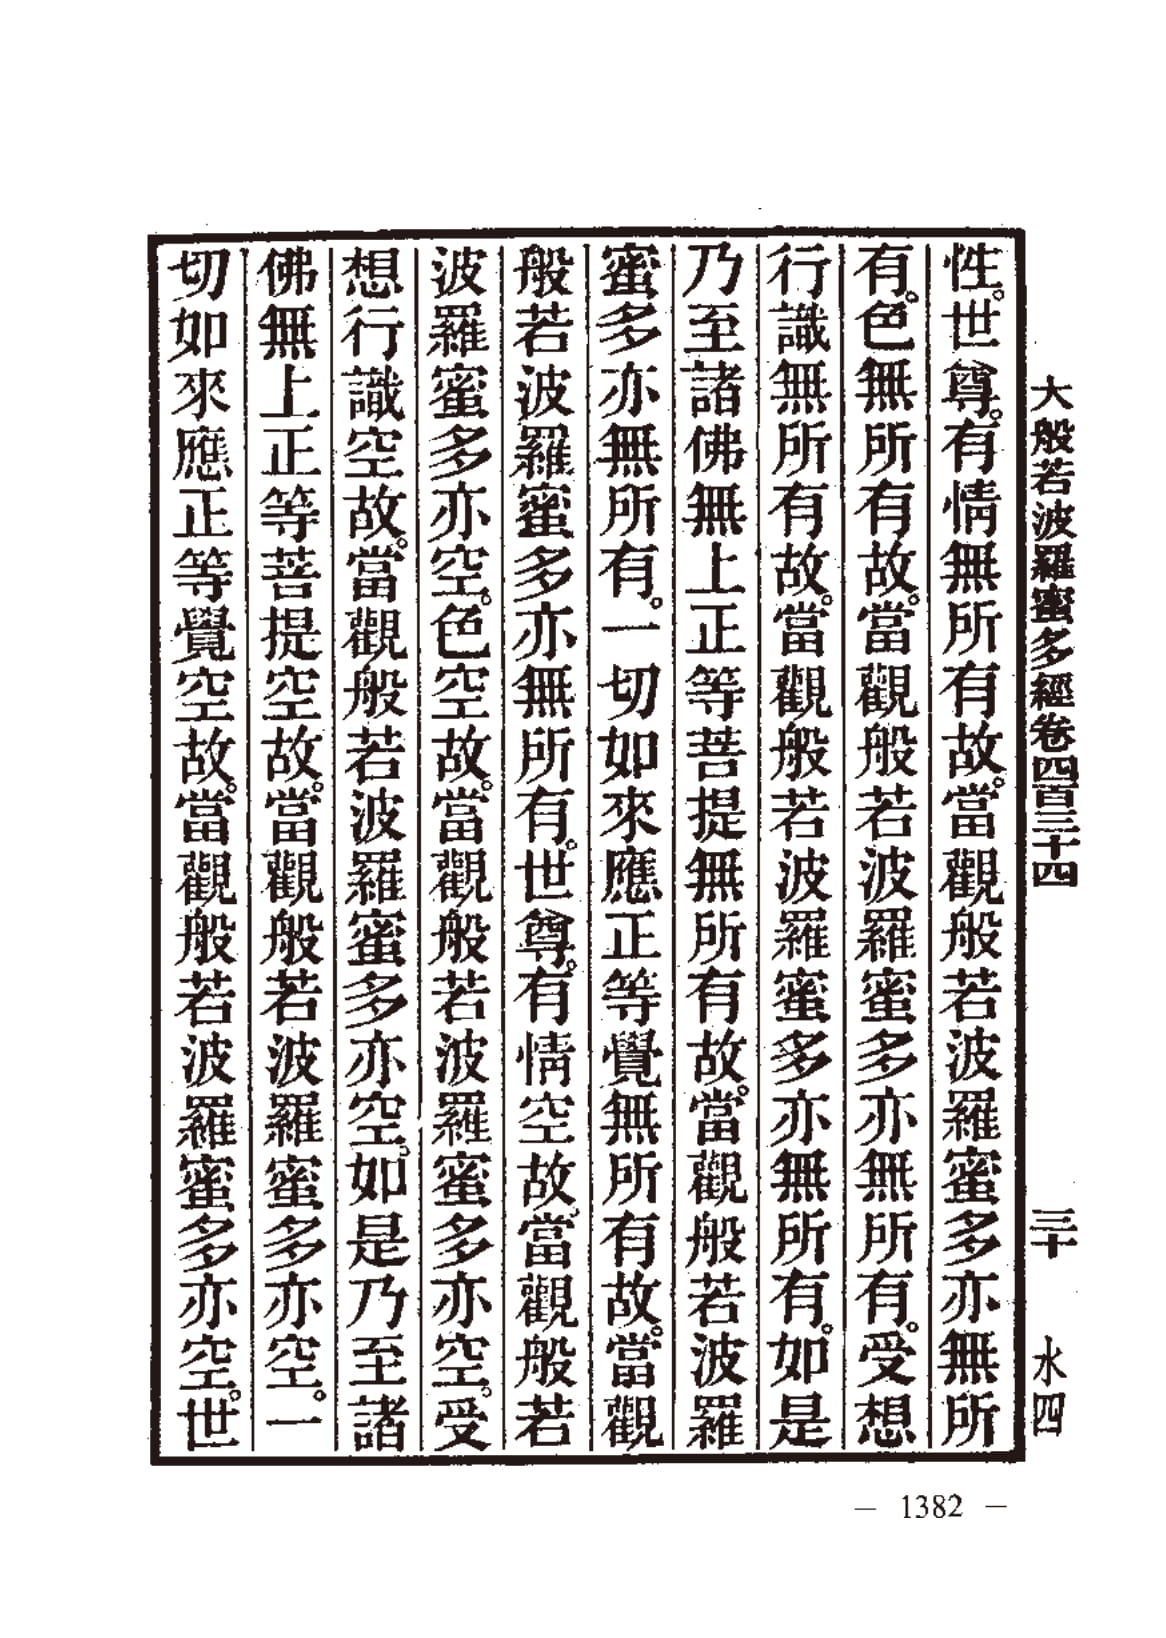 大般若波羅蜜多經卷四百三十四 三十 水四
性。世尊。有情無所有故。當觀般若波羅蜜多亦無所
有。色無所有故。當觀般若波羅蜜多亦無所有。受想
行識無所有故。當觀般若波羅蜜多亦無所有。如是
乃至諸佛無上正等菩提無所有故。當觀般若波羅
蜜多亦無所有。一切如來應正等覺無所有故。當觀
般若波羅蜜多亦無所有。世尊。有情空故。當觀般若
波羅蜜多亦空。色空故。當觀般若波羅蜜多亦空。受
想行識空故。當觀般若波羅蜜多亦空。如是乃至諸
佛無上正等菩提空故。當觀般若波羅蜜多亦空。一
切如來應正等覺空故。當觀般若波羅蜜多亦空。世
— 1382 —